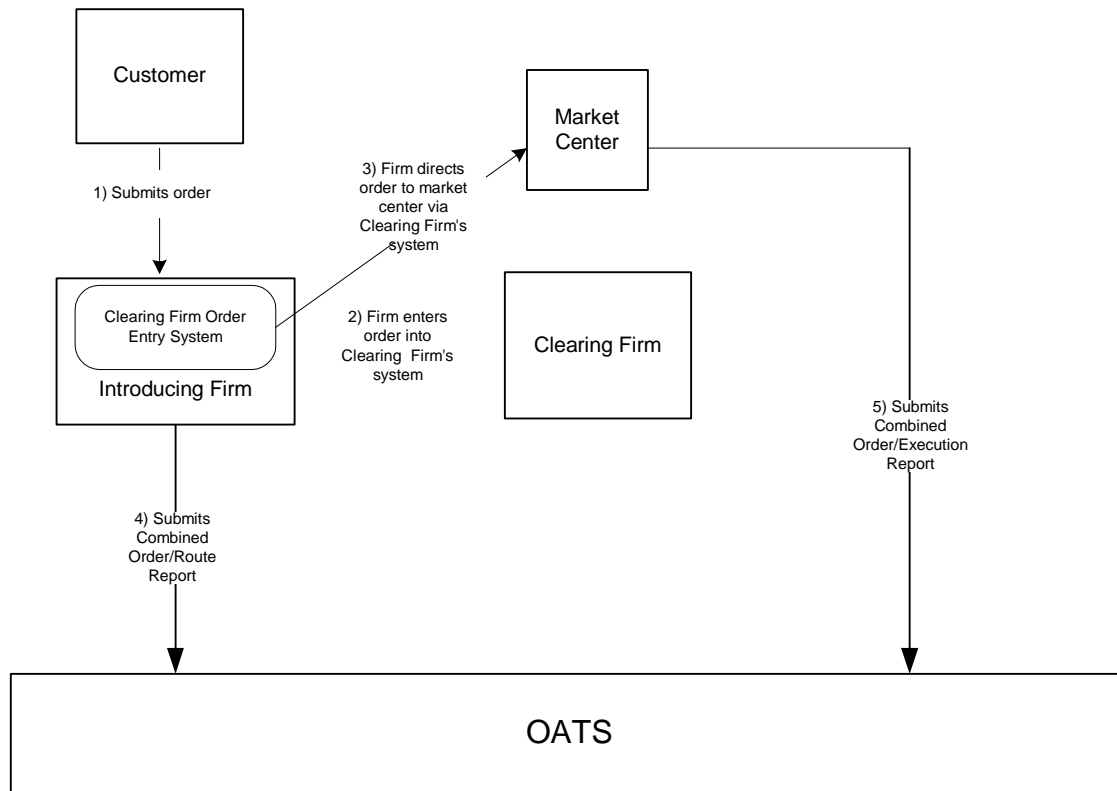 Customer
Market
Center
1) Submits order
3) Firm directs
order to market
center via
Clearing Firm's
system
Clearing Firm Order
Entry System
Introducing Firm
2) Firm enters
order into
Clearing Firm's
system
Clearing Firm
5) Submits
Combined
Order/Execution
Report
4) Submits
Combined
Order/Route
Report
OATS